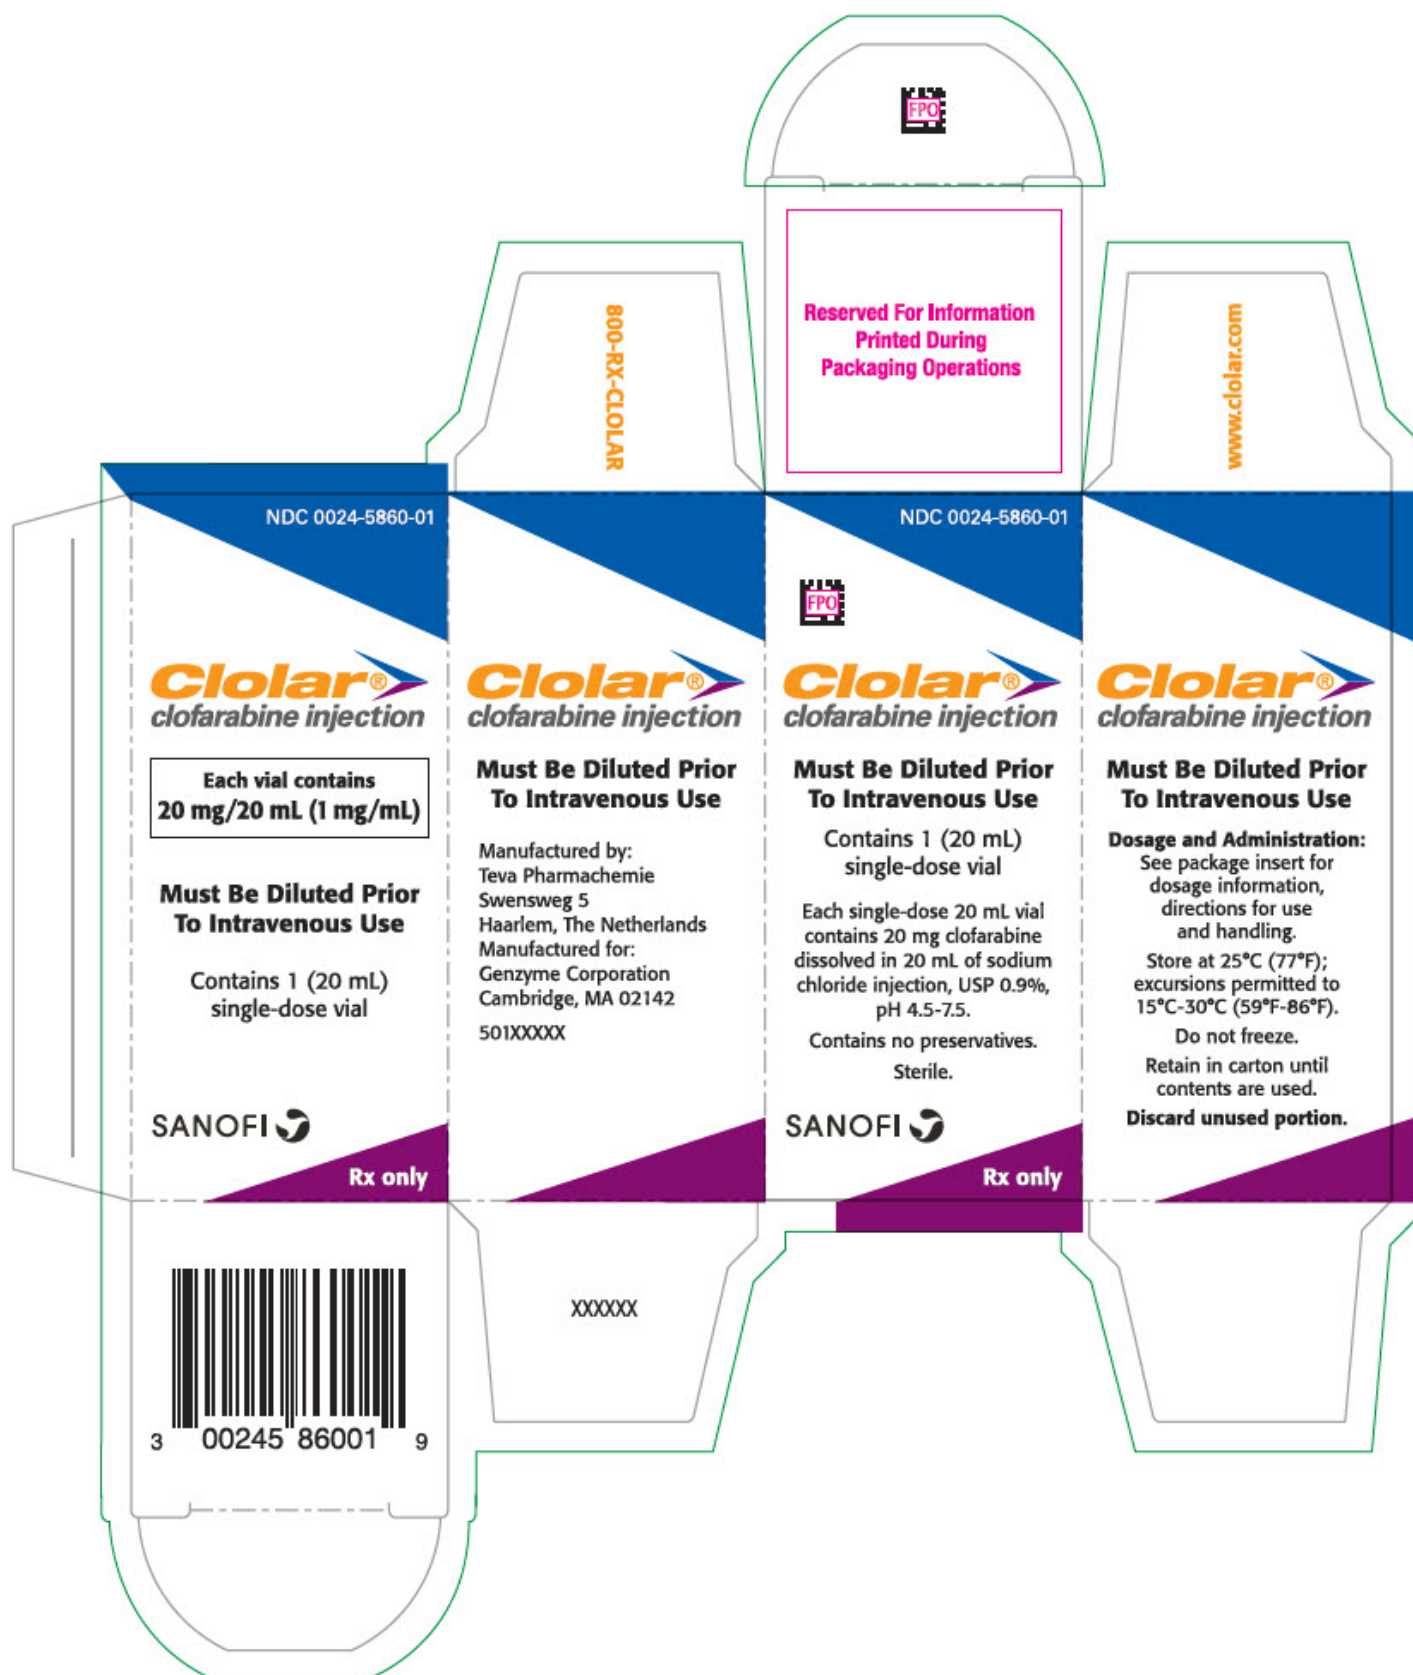 FPO
Reserved For Information
Printed During
Packaging Operations
800-RX-CLOLAR
www.clolar.com
NDC 0024-5860-01
Clolar®
clofarabine injection
Each vial contains
20 mg/20 mL (1 mg/mL)
Must Be Diluted Prior
To Intravenous Use
Contains 1 (20 mL)
single-dose vial
SANOFI
Rx only
3 00245 86001 9
Clolar®
clofarabine injection
Must Be Diluted Prior
To Intravenous Use
Manufactured by:
Teva Pharmachemie
Swensweg 5
Haarlem, The Netherlands
Manufactured for:
Genzyme Corporation
Cambridge, MA 02142
501XXXXX
XXXXXX
NDC 0024-5860-01
FPO
Clolar®
clofarabine injection
Must Be Diluted Prior
To Intravenous Use
Contains 1 (20 mL)
single-dose vial
Each single-dose 20 mL vial
contains 20 mg clofarabine
dissolved in 20 mL of sodium
chloride injection, USP 0.9%,
pH 4.5-7.5.
Contains no preservatives.
Sterile.
SANOFI
Rx only
Clolar®
clofarabine injection
Must Be Diluted Prior
To Intravenous Use
Dosage and Administration:
See package insert for
dosage information,
directions for use
and handling.
Store at 25°C (77°F);
excursions permitted to
15°C-30°C (59°F-86°F).
Do not freeze.
Retain in carton until
contents are used.
Discard unused portion.